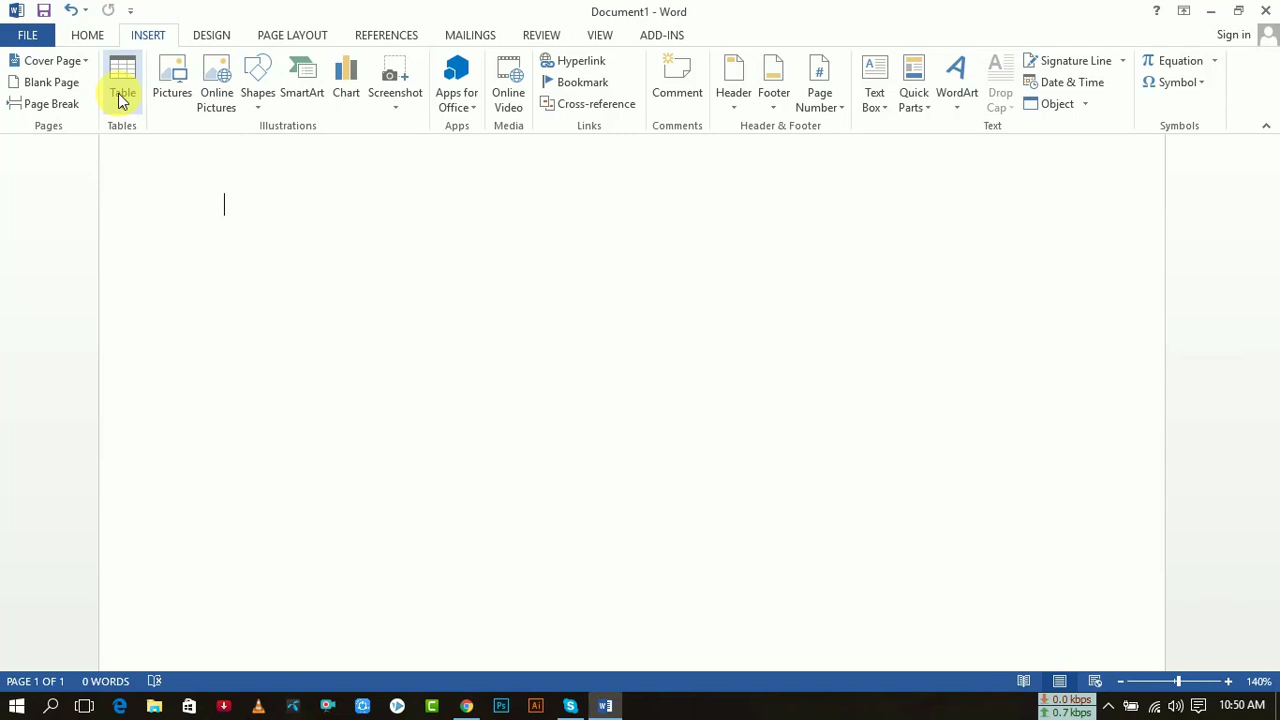 Document1 - Word
?
FILE
HOME
INSERT
DESIGN
PAGE LAYOUT
REFERENCES
MAILINGS
REVIEW
VIEW
ADD-INS
Sign in
Cover Page
Blank Page
Page Break
Pages
Table
Tables
Pictures
Online
Pictures
Shapes
SmartArt
Chart
Screenshot
Illustrations
Apps for
Office
Apps
Online
Video
Media
Hyperlink
Bookmark
Cross-reference
Links
Comment
Comments
Header
Footer
Page
Number
Header & Footer
Text
Box
Quick
Parts
WordArt
Drop
Cap
Signature Line
Date & Time
Object
Text
Equation
Symbol
Symbols
PAGE 1 OF 1
0 WORDS
140%
Ps
Ai
0.0 kbps
0.7 kbps
10:50 AM